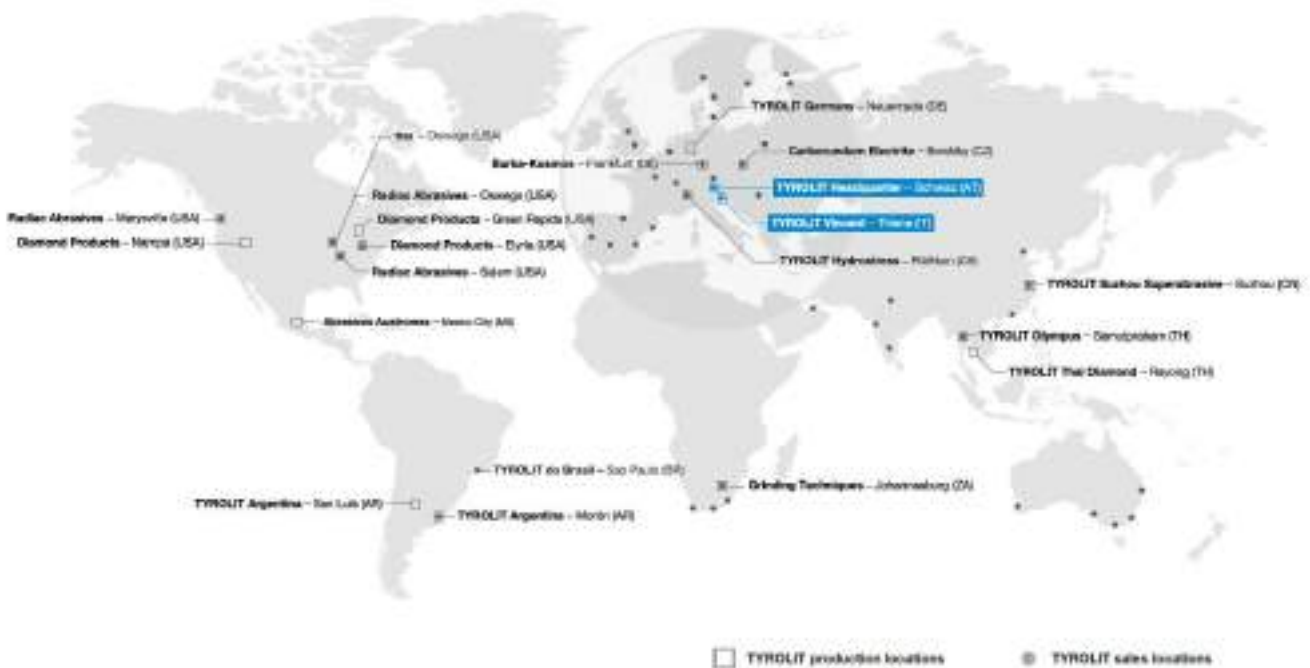 TYROLIT Germany – Neuenrade (DE)
– Oswego (USA)
Burka-Kosmos – Frankfurt (DE)
Carborundum Electrite – Benátky (CZ)
TYROLIT Headquarter – Schwaz (AT)
Radiac Abrasives – Oswego (USA)
Radiac Abrasives – Marysville (USA)
Diamond Products – Green Rapids (USA)
TYROLIT Vincent – Thiene (IT)
Diamond Products – Nampa (USA)
Diamond Products – Elyria (USA)
TYROLIT Hydrostress – Pfäffikon (CH)
Radiac Abrasives – Salem (USA)
TYROLIT Suzhou Superabrasive – Suzhou (CN)
Abrasivos Austromex – Mexico City (MX)
TYROLIT Olympus – Samutprakarn (TH)
TYROLIT Thai Diamond – Rayong (TH)
TYROLIT do Brasil – Sao Paulo (BR)
Grinding Techniques – Johannesburg (ZA)
TYROLIT Argentina – San Luis (AR)
TYROLIT Argentina – Morón (AR)
TYROLIT production locations
TYROLIT sales locations